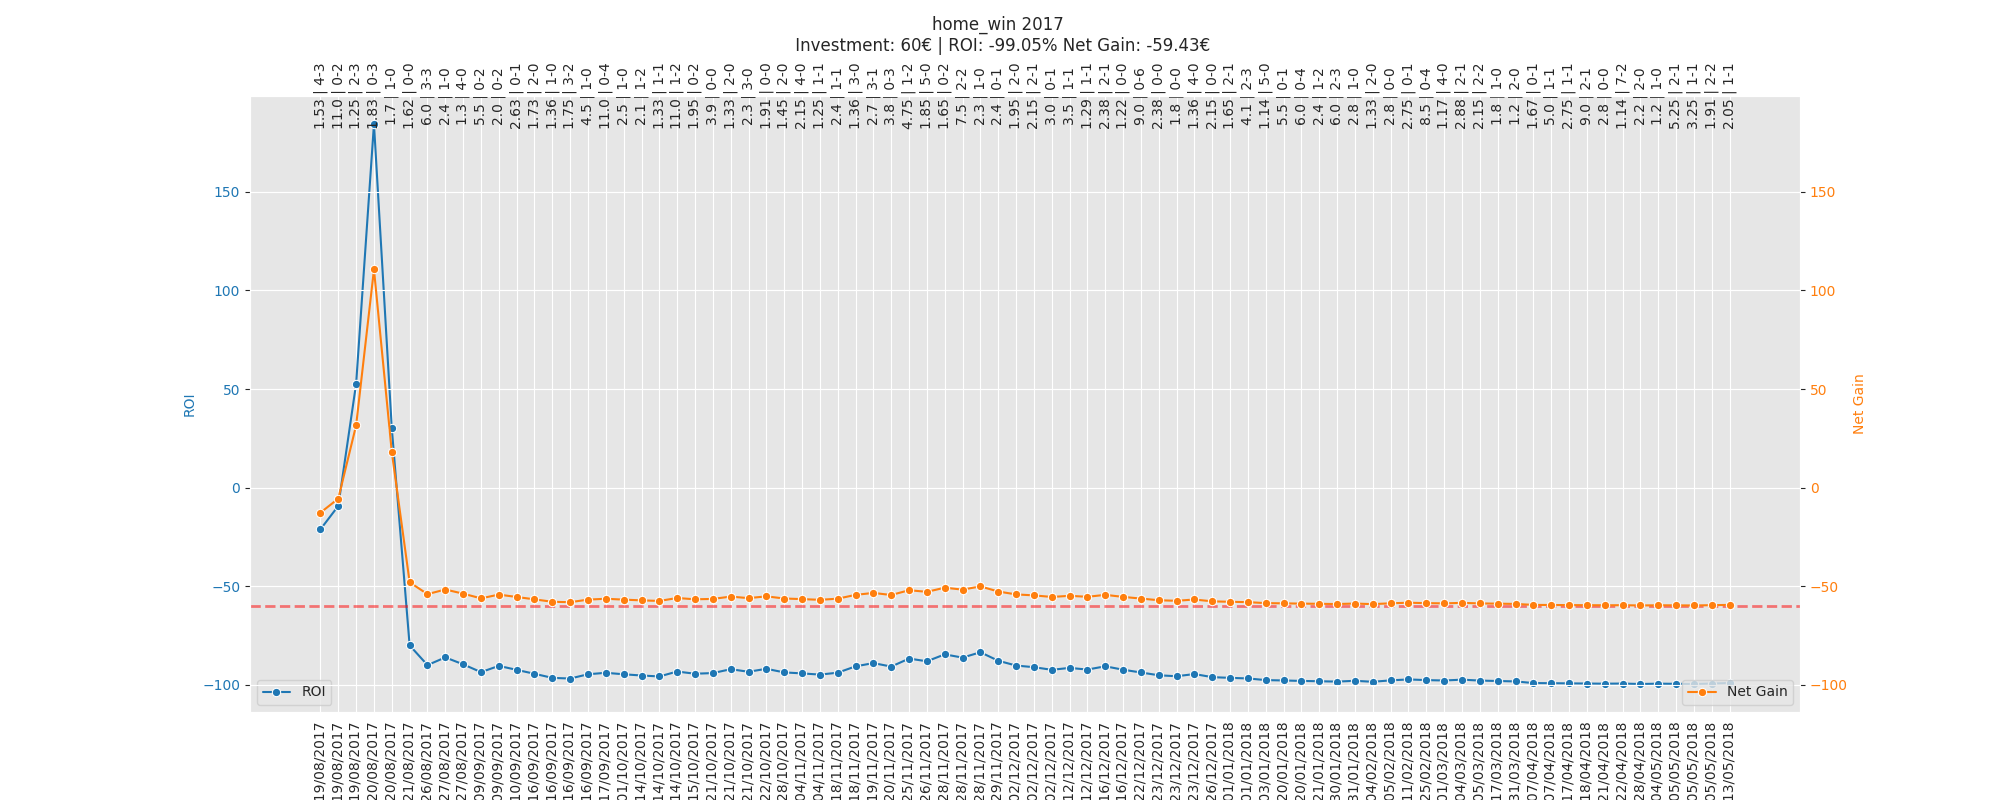 home_win 2017
Investment: 60€ | ROI: -99.05% Net Gain: -59.43€
1.53 | 4-3
11.0 | 0-2
1.25 | 2-3
1.83 | 0-3
1.7 | 1-0
1.62 | 0-0
6.0 | 3-3
2.4 | 1-0
1.3 | 4-0
5.5 | 0-2
2.0 | 0-2
2.63 | 0-1
1.73 | 2-0
1.36 | 1-0
1.75 | 3-2
4.5 | 1-0
11.0 | 0-4
2.5 | 1-0
2.1 | 1-2
1.33 | 1-1
11.0 | 1-2
1.95 | 0-2
3.9 | 0-0
1.33 | 2-0
2.3 | 3-0
1.91 | 0-0
1.45 | 2-0
2.15 | 4-0
1.25 | 1-1
2.4 | 1-1
1.36 | 3-0
2.7 | 3-1
3.8 | 0-3
4.75 | 1-2
1.85 | 5-0
1.65 | 0-2
7.5 | 2-2
2.3 | 1-0
2.4 | 0-1
1.95 | 2-0
2.15 | 2-1
3.0 | 0-1
3.5 | 1-1
1.29 | 1-1
2.38 | 2-1
1.22 | 0-0
9.0 | 0-6
2.38 | 0-0
1.8 | 0-0
1.36 | 4-0
2.15 | 0-0
1.65 | 2-1
4.1 | 2-3
1.14 | 5-0
5.5 | 0-1
6.0 | 0-4
2.4 | 1-2
6.0 | 2-3
2.8 | 1-0
1.33 | 2-0
2.8 | 0-0
2.75 | 0-1
8.5 | 0-4
1.17 | 4-0
2.88 | 2-1
2.15 | 2-2
1.8 | 1-0
1.2 | 2-0
1.67 | 0-1
5.0 | 1-1
2.75 | 1-1
9.0 | 2-1
2.8 | 0-0
1.14 | 7-2
2.2 | 2-0
1.2 | 1-0
5.25 | 2-1
3.25 | 1-1
1.91 | 2-2
2.05 | 1-1
150
100
50
0
−50
−100
ROI
150
100
50
0
−50
−100
Net Gain
ROI
Net Gain
19/08/2017
19/08/2017
19/08/2017
20/08/2017
20/08/2017
21/08/2017
26/08/2017
27/08/2017
27/08/2017
09/09/2017
09/09/2017
10/09/2017
16/09/2017
16/09/2017
16/09/2017
16/09/2017
17/09/2017
01/10/2017
14/10/2017
14/10/2017
14/10/2017
15/10/2017
21/10/2017
21/10/2017
21/10/2017
22/10/2017
28/10/2017
04/11/2017
04/11/2017
18/11/2017
18/11/2017
19/11/2017
20/11/2017
25/11/2017
26/11/2017
28/11/2017
28/11/2017
28/11/2017
29/11/2017
02/12/2017
02/12/2017
02/12/2017
12/12/2017
12/12/2017
16/12/2017
16/12/2017
22/12/2017
23/12/2017
23/12/2017
26/12/2017
26/12/2017
01/01/2018
01/01/2018
03/01/2018
20/01/2018
20/01/2018
21/01/2018
30/01/2018
31/01/2018
04/02/2018
05/02/2018
11/02/2018
25/02/2018
01/03/2018
04/03/2018
05/03/2018
17/03/2018
31/03/2018
07/04/2018
07/04/2018
17/04/2018
18/04/2018
21/04/2018
22/04/2018
28/04/2018
04/05/2018
05/05/2018
05/05/2018
05/05/2018
13/05/2018